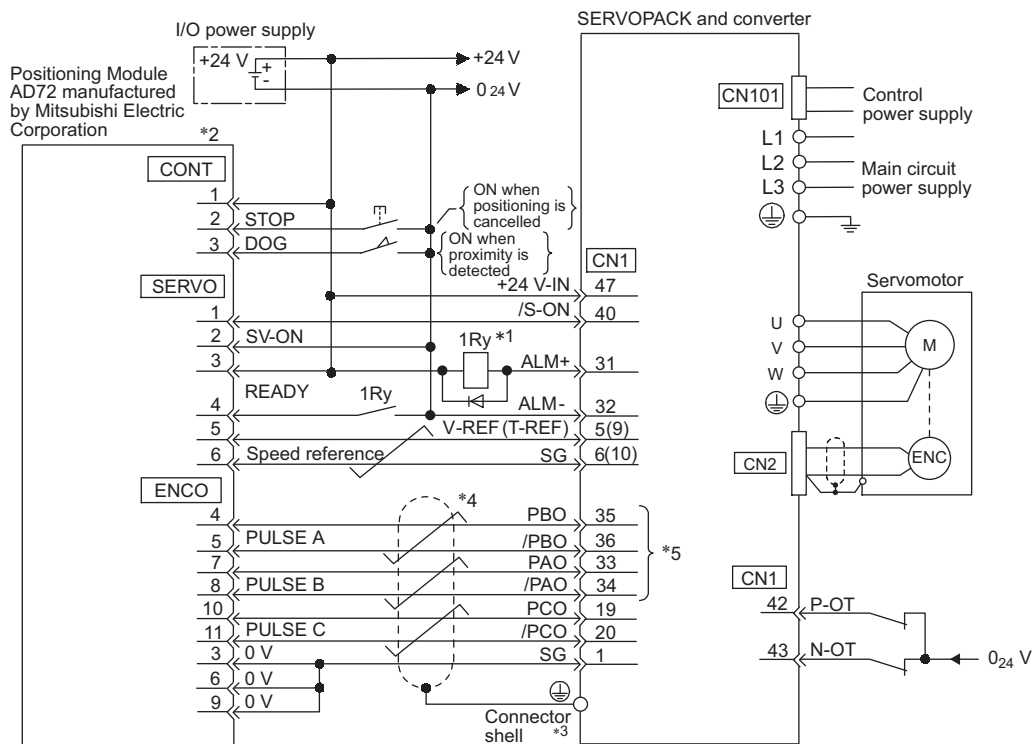 SERVOPACK and converter
I/O power supply
+24 V
+
-
+24 V
0 24 V
Positioning Module
AD72 manufactured
by Mitsubishi Electric
Corporation
*2
CN101
Control
power supply
L1
L2
L3
Main circuit
power supply
CONT
1
2 STOP
3 DOG
ON when
positioning is
cancelled
ON when
proximity is
detected
CN1
+24 V-IN 47
SERVO
1 /S-ON 40
2 SV-ON
3 1Ry *1 ALM+ 31
READY
4 1Ry ALM- 32
5 V-REF (T-REF) 5(9)
6 Speed reference SG 6(10)
Servomotor
U
V
W
M
CN2
ENC
ENCO
*4
4 PBO 35
5 PULSE A /PBO 36
7 PAO 33
8 PULSE B /PAO 34
*5
10 PCO 19
11 PULSE C /PCO 20
3 0 V SG 1
6 0 V
9 0 V
Connector
shell *3
CN1
42 P-OT
43 N-OT
024 V